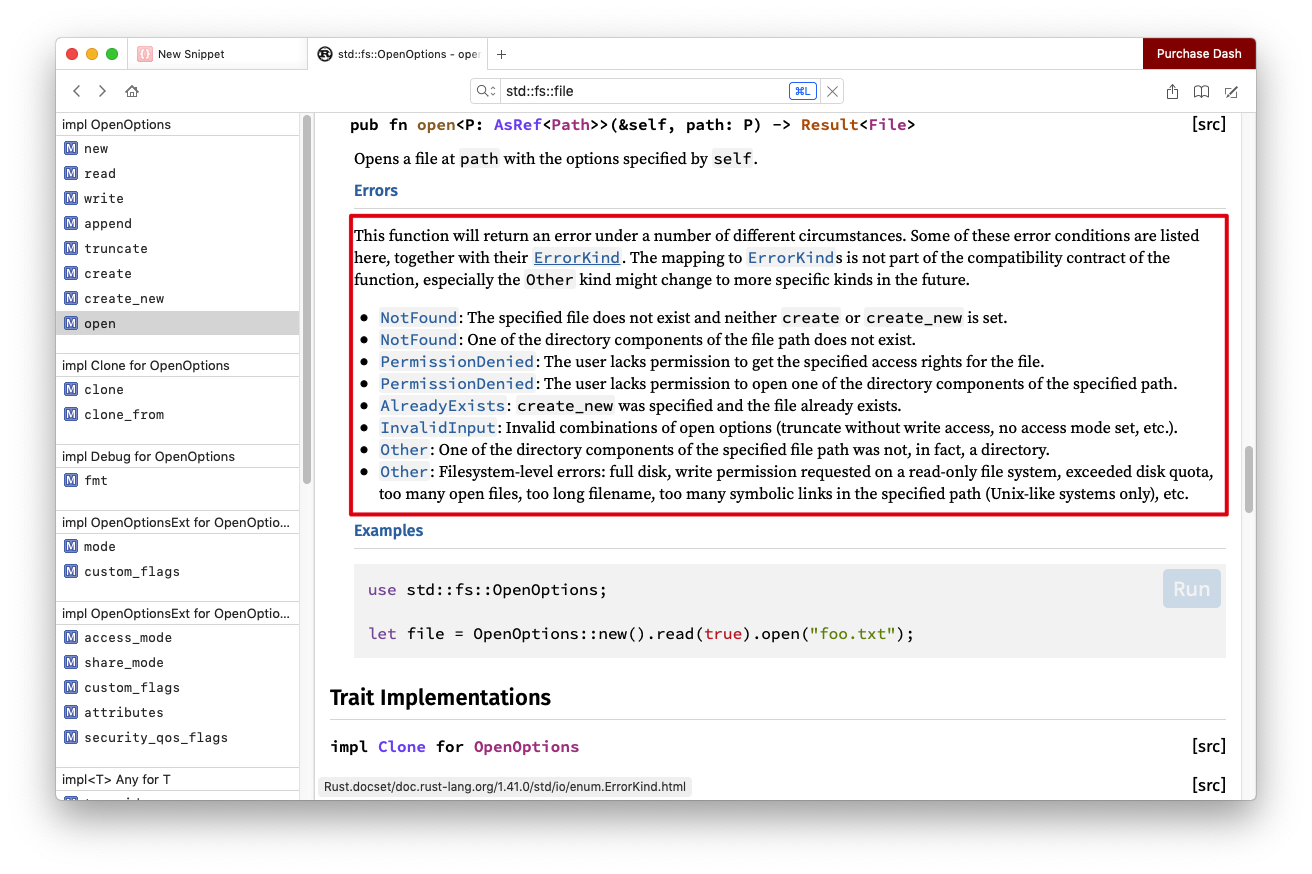 New Snippet
std::fs::OpenOptions - ope
Purchase Dash
std::fs::file
⌘L
impl OpenOptions
M new
M read
M write
M append
M truncate
M create
M create_new
M open
impl Clone for OpenOptions
M clone
M clone_from
impl Debug for OpenOptions
M fmt
impl OpenOptionsExt for OpenOptio...
M mode
M custom_flags
impl OpenOptionsExt for OpenOptio...
M access_mode
M share_mode
M custom_flags
M attributes
M security_qos_flags
impl<T> Any for T
pub fn open<P: AsRef<Path>>(&self, path: P) -> Result<File>
[src]
Opens a file at path with the options specified by self.
Errors
This function will return an error under a number of different circumstances. Some of these error conditions are listed
here, together with their ErrorKind. The mapping to ErrorKinds is not part of the compatibility contract of the
function, especially the Other kind might change to more specific kinds in the future.
• NotFound: The specified file does not exist and neither create or create_new is set.
• NotFound: One of the directory components of the file path does not exist.
• PermissionDenied: The user lacks permission to get the specified access rights for the file.
• PermissionDenied: The user lacks permission to open one of the directory components of the specified path.
• AlreadyExists: create_new was specified and the file already exists.
• InvalidInput: Invalid combinations of open options (truncate without write access, no access mode set, etc.).
• Other: One of the directory components of the specified file path was not, in fact, a directory.
• Other: Filesystem-level errors: full disk, write permission requested on a read-only file system, exceeded disk quota,
too many open files, too long filename, too many symbolic links in the specified path (Unix-like systems only), etc.
Examples
use std::fs::OpenOptions;
Run
let file = OpenOptions::new().read(true).open("foo.txt");
Trait Implementations
impl Clone for OpenOptions
[src]
Rust.docset/doc.rust-lang.org/1.41.0/std/io/enum.ErrorKind.html
[src]